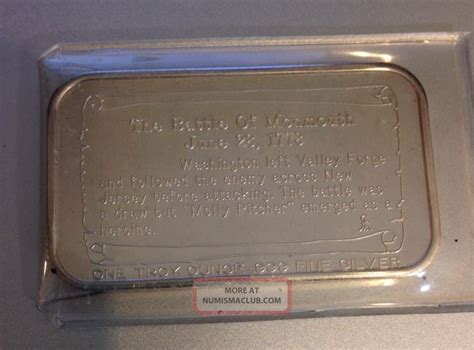 The Battle Of Monmouth
June 28, 1778
Washington left Valley Forge
and followed the enemy across New
Jersey before attacking. The battle was
a draw but "Molly Pitcher" emerged as a
heroine.
ONE TROY OUNCE .999 FINE SILVER
MORE AT
NUMISMACLUB.COM